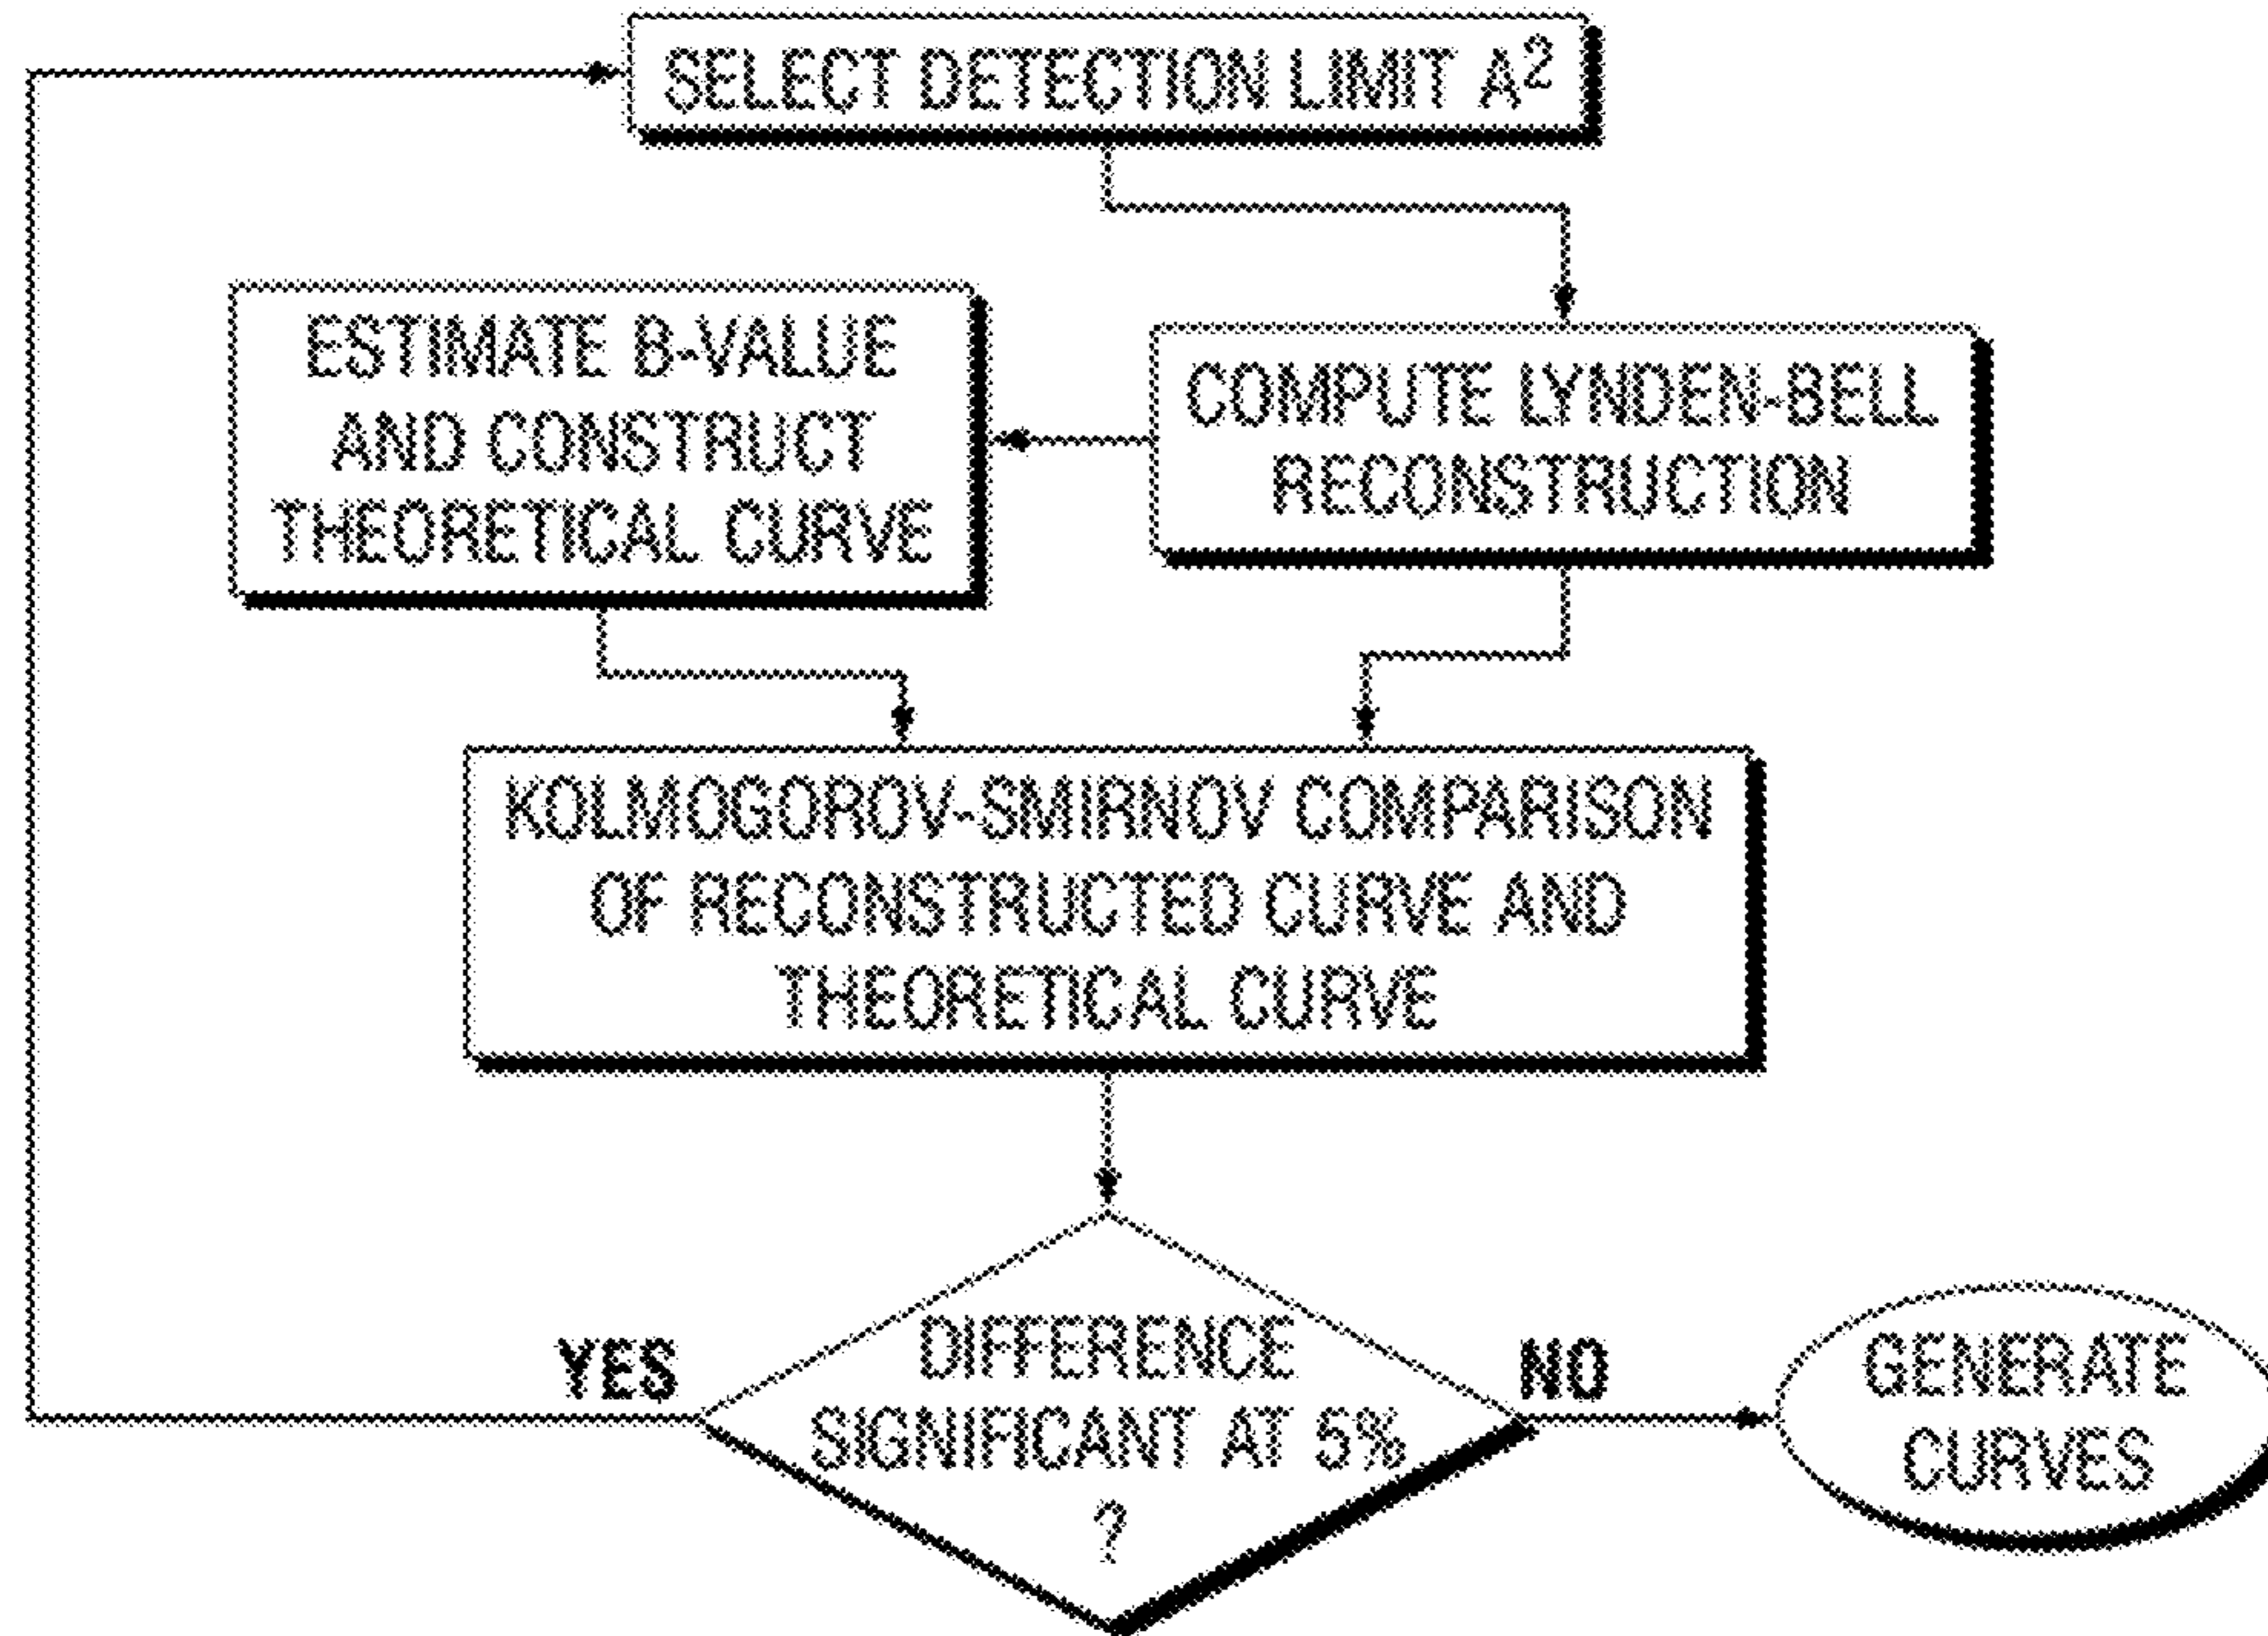 SELECT DETECTION LIMIT A²
ESTIMATE B-VALUE
AND CONSTRUCT
THEORETICAL CURVE
COMPUTE LYNDEN-BELL
RECONSTRUCTION
KOLMOGOROV-SMIRNOV COMPARISON
OF RECONSTRUCTED CURVE AND
THEORETICAL CURVE
DIFFERENCE
SIGNIFICANT AT 5%
?
YES
NO
GENERATE
CURVES